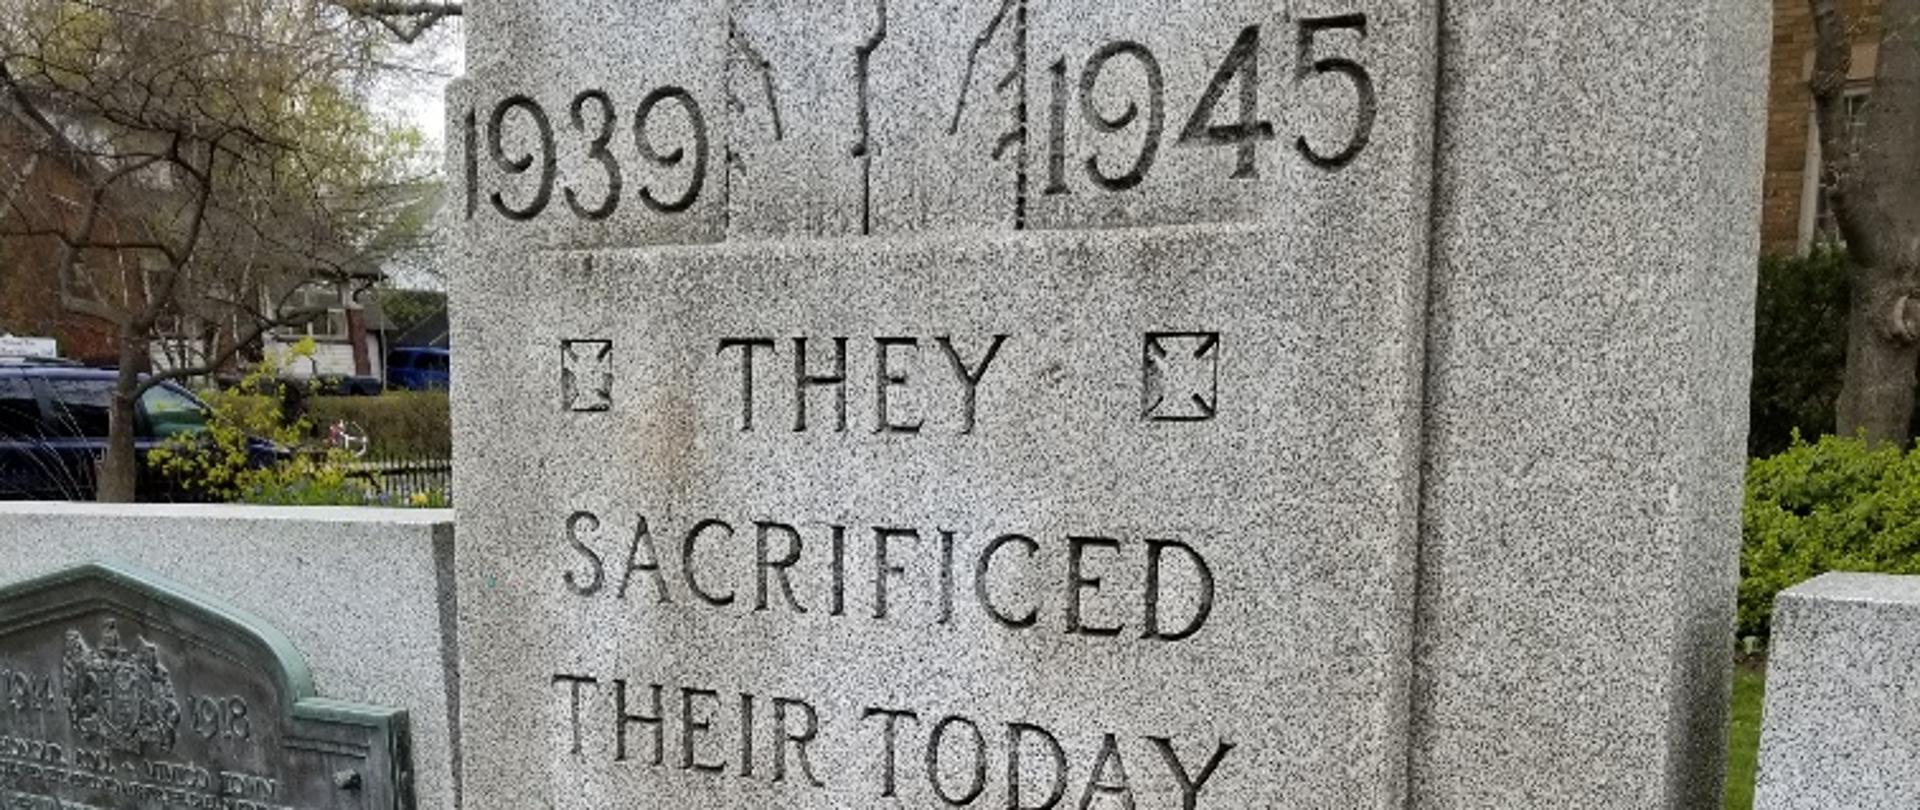 1939 1945
THEY
SACRIFICED
THEIR TODAY
1914 1918